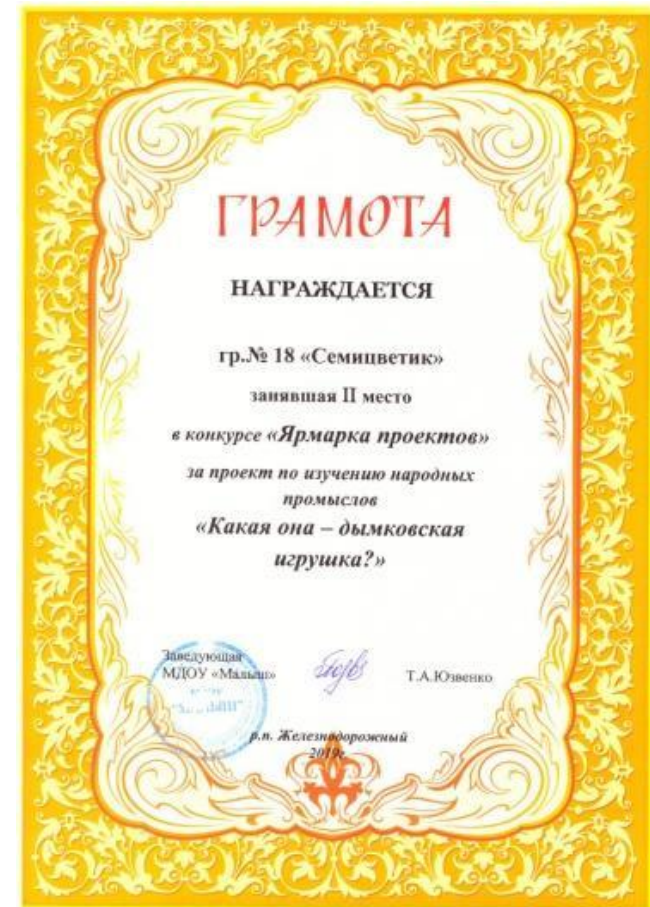 ГРАМОТА
НАГРАЖДАЕТСЯ
гр.№ 18 «Семицветик»
занявшая II место
в конкурсе «Ярмарка проектов»
за проект по изучению народных
промыслов
«Какая она – дымковская
игрушка?»
Заведующая
МДОУ «Малыш»
Т.А.Юзвенко
р.п. Железнодорожный
2019г